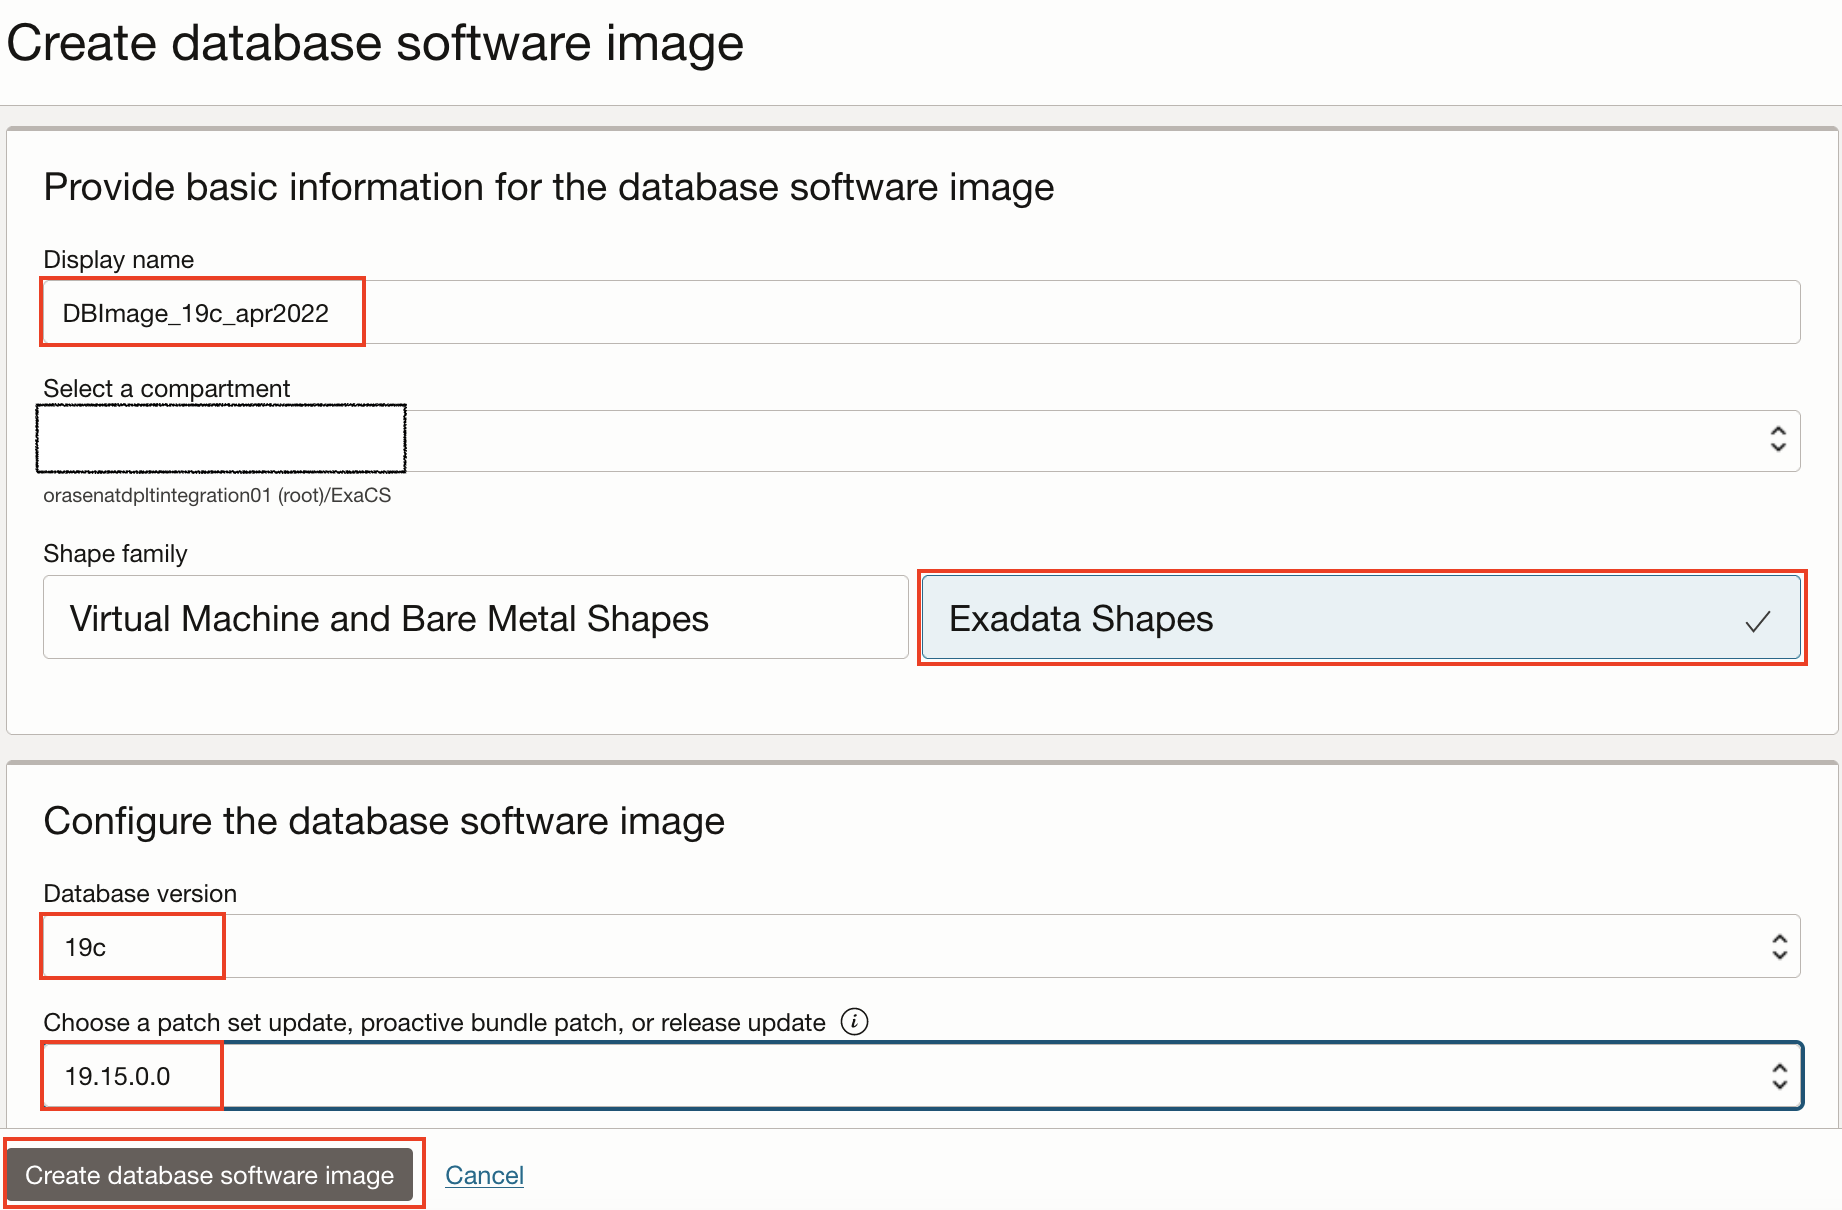 Create database software image
Provide basic information for the database software image
Display name
DBImage_19c_apr2022
Select a compartment
orasenatdpltintegration01 (root)/ExaCS
Shape family
Virtual Machine and Bare Metal Shapes
Exadata Shapes
Configure the database software image
Database version
19c
Choose a patch set update, proactive bundle patch, or release update
19.15.0.0
Create database software image Cancel